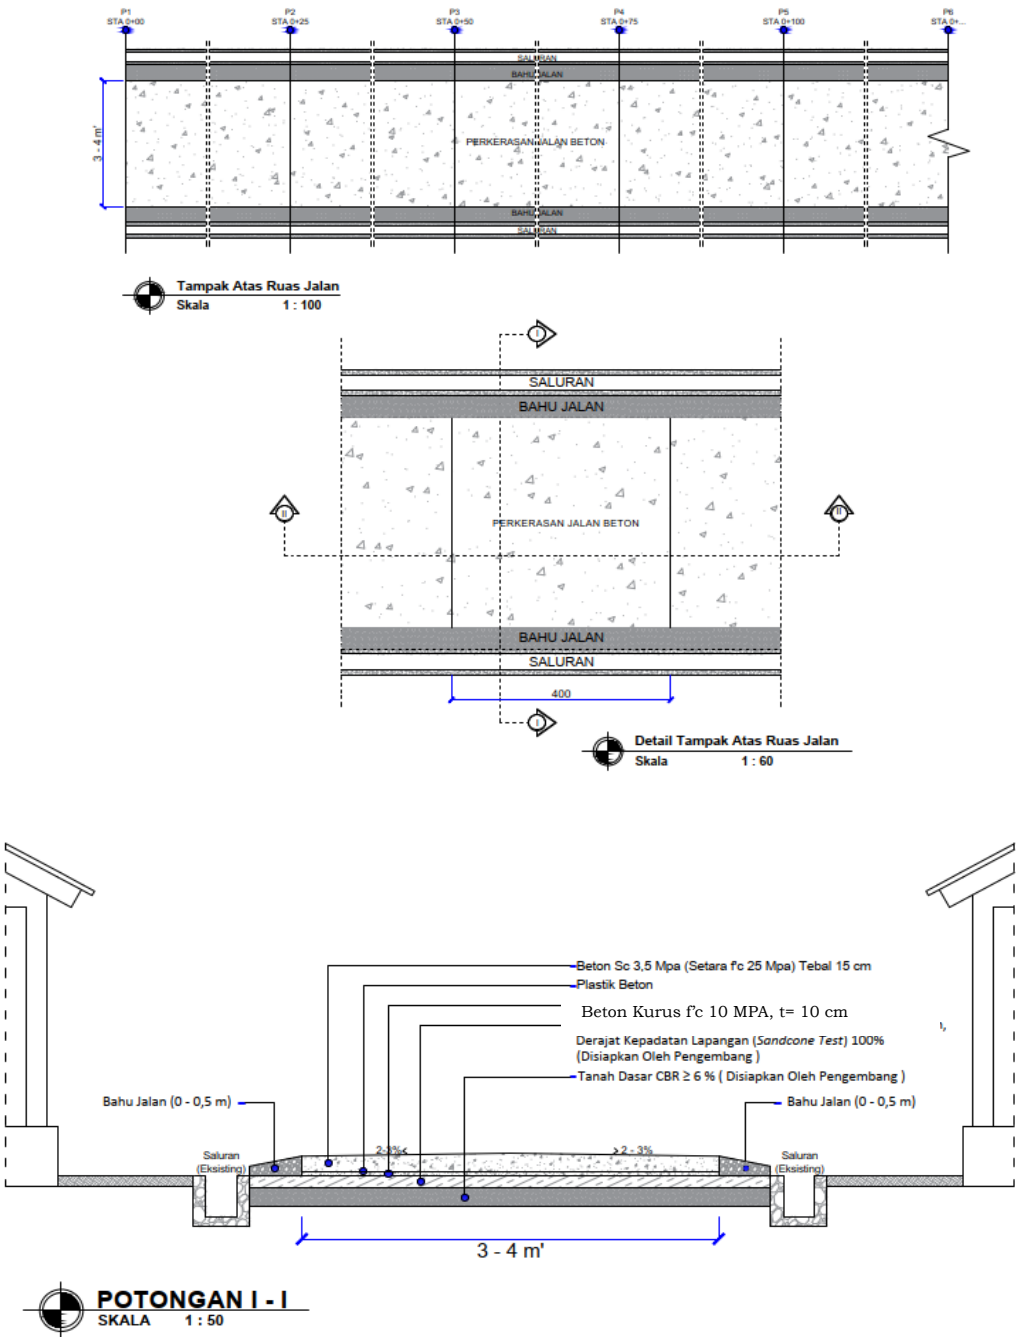 P1
STA 0+00
P2
STA 0+25
P3
STA 0+50
P4
STA 0+75
P5
STA 0+100
P6
STA 0+...
SALURAN
BAHU JALAN
3 - 4 m'
PERKERASAN JALAN BETON
BAHU JALAN
SALURAN
Tampak Atas Ruas Jalan
Skala 1 : 100
I
SALURAN
BAHU JALAN
II
PERKERASAN JALAN BETON
II
BAHU JALAN
SALURAN
400
I
Detail Tampak Atas Ruas Jalan
Skala 1 : 60
Beton Sc 3,5 Mpa (Setara f'c 25 Mpa) Tebal 15 cm
Plastik Beton
Beton Kurus f'c 10 MPA, t= 10 cm
Derajat Kepadatan Lapangan (Sandcone Test) 100%
(Disiapkan Oleh Pengembang )
Tanah Dasar CBR ≥ 6 % ( Disiapkan Oleh Pengembang )
Bahu Jalan (0 - 0,5 m)
Bahu Jalan (0 - 0,5 m)
2-3%<
> 2 - 3%
Saluran
(Eksisting)
Saluran
(Eksisting)
3 - 4 m'
POTONGAN I - I
SKALA 1 : 50